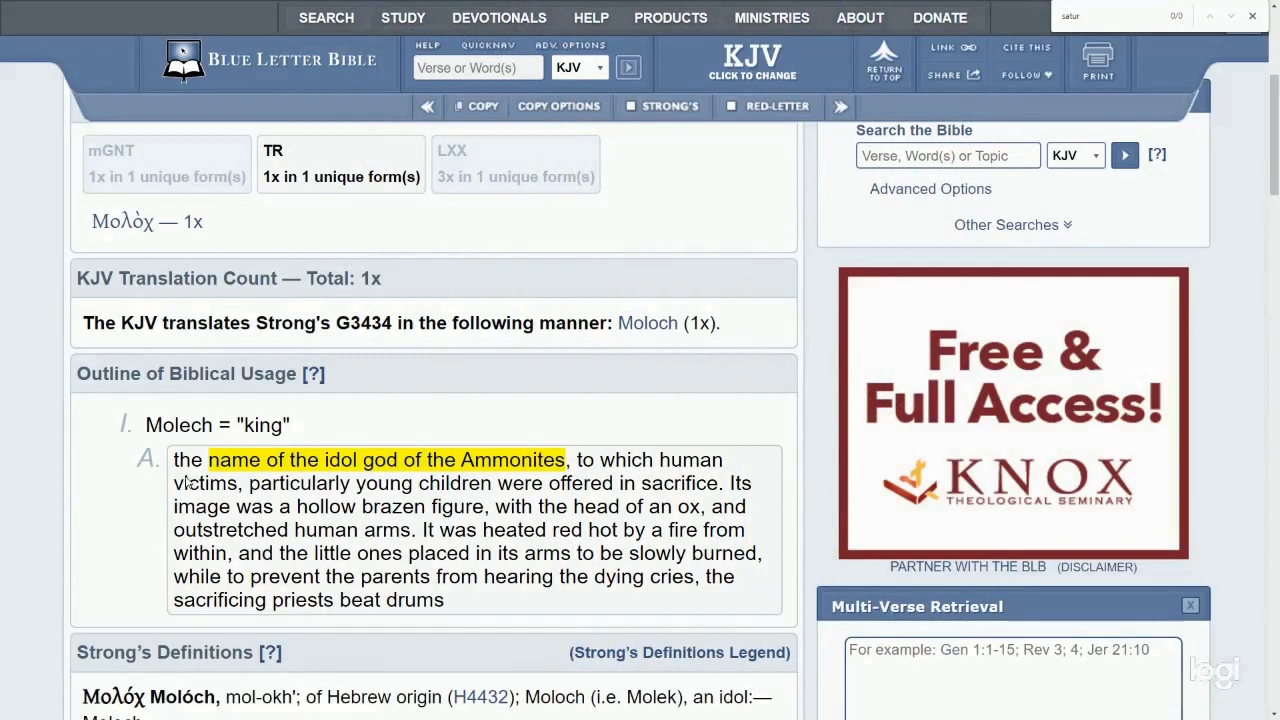 SEARCH STUDY DEVOTIONALS HELP PRODUCTS MINISTRIES ABOUT DONATE
satur 0/0
BLUE LETTER BIBLE
HELP QUICKNAV ADV. OPTIONS
Verse or Word(s) KJV
KJV
CLICK TO CHANGE
RETURN
TO TOP
LINK CITE THIS
SHARE FOLLOW
PRINT
COPY COPY OPTIONS STRONG'S RED-LETTER
mGNT
1x in 1 unique form(s)
TR
1x in 1 unique form(s)
LXX
3x in 1 unique form(s)
Μολὸχ — 1x
KJV Translation Count — Total: 1x
The KJV translates Strong's G3434 in the following manner: Moloch (1x).
Outline of Biblical Usage [?]
I. Molech = "king"
A. the name of the idol god of the Ammonites, to which human
victims, particularly young children were offered in sacrifice. Its
image was a hollow brazen figure, with the head of an ox, and
outstretched human arms. It was heated red hot by a fire from
within, and the little ones placed in its arms to be slowly burned,
while to prevent the parents from hearing the dying cries, the
sacrificing priests beat drums
Strong's Definitions [?] (Strong's Definitions Legend)
Μολόχ Molóch, mol-okh'; of Hebrew origin (H4432); Moloch (i.e. Molek), an idol:—
Moloch.
Search the Bible
Verse, Word(s) or Topic KJV [?]
Advanced Options
Other Searches
Free &
Full Access!
KNOX
THEOLOGICAL SEMINARY
PARTNER WITH THE BLB (DISCLAIMER)
Multi-Verse Retrieval X
For example: Gen 1:1-15; Rev 3; 4; Jer 21:10
logi